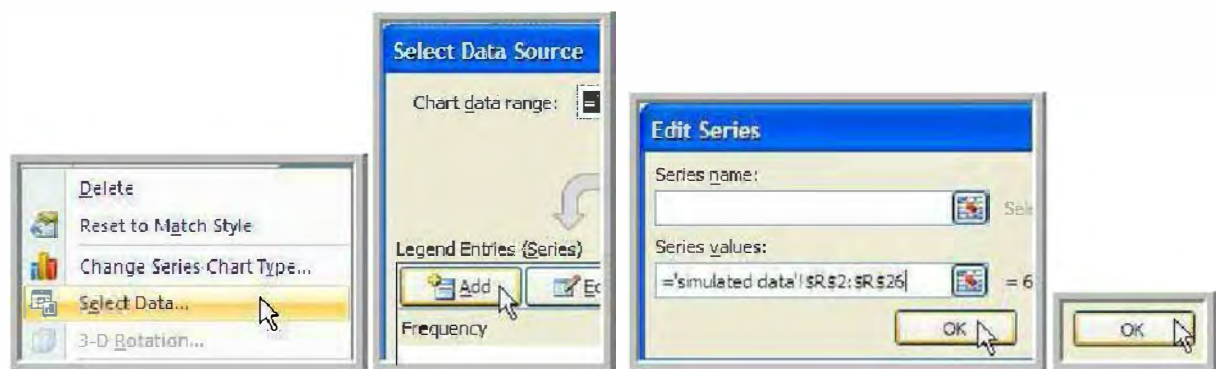 Delete
Reset to Match Style
Change Series Chart Type...
Select Data...
3-D Rotation...
Select Data Source
Chart data range: =
Legend Entries (Series)
Add
Frequency
Edit Series
Series name:
Series values:
='simulated data'!$R$2:$R$26 = 6
OK
OK